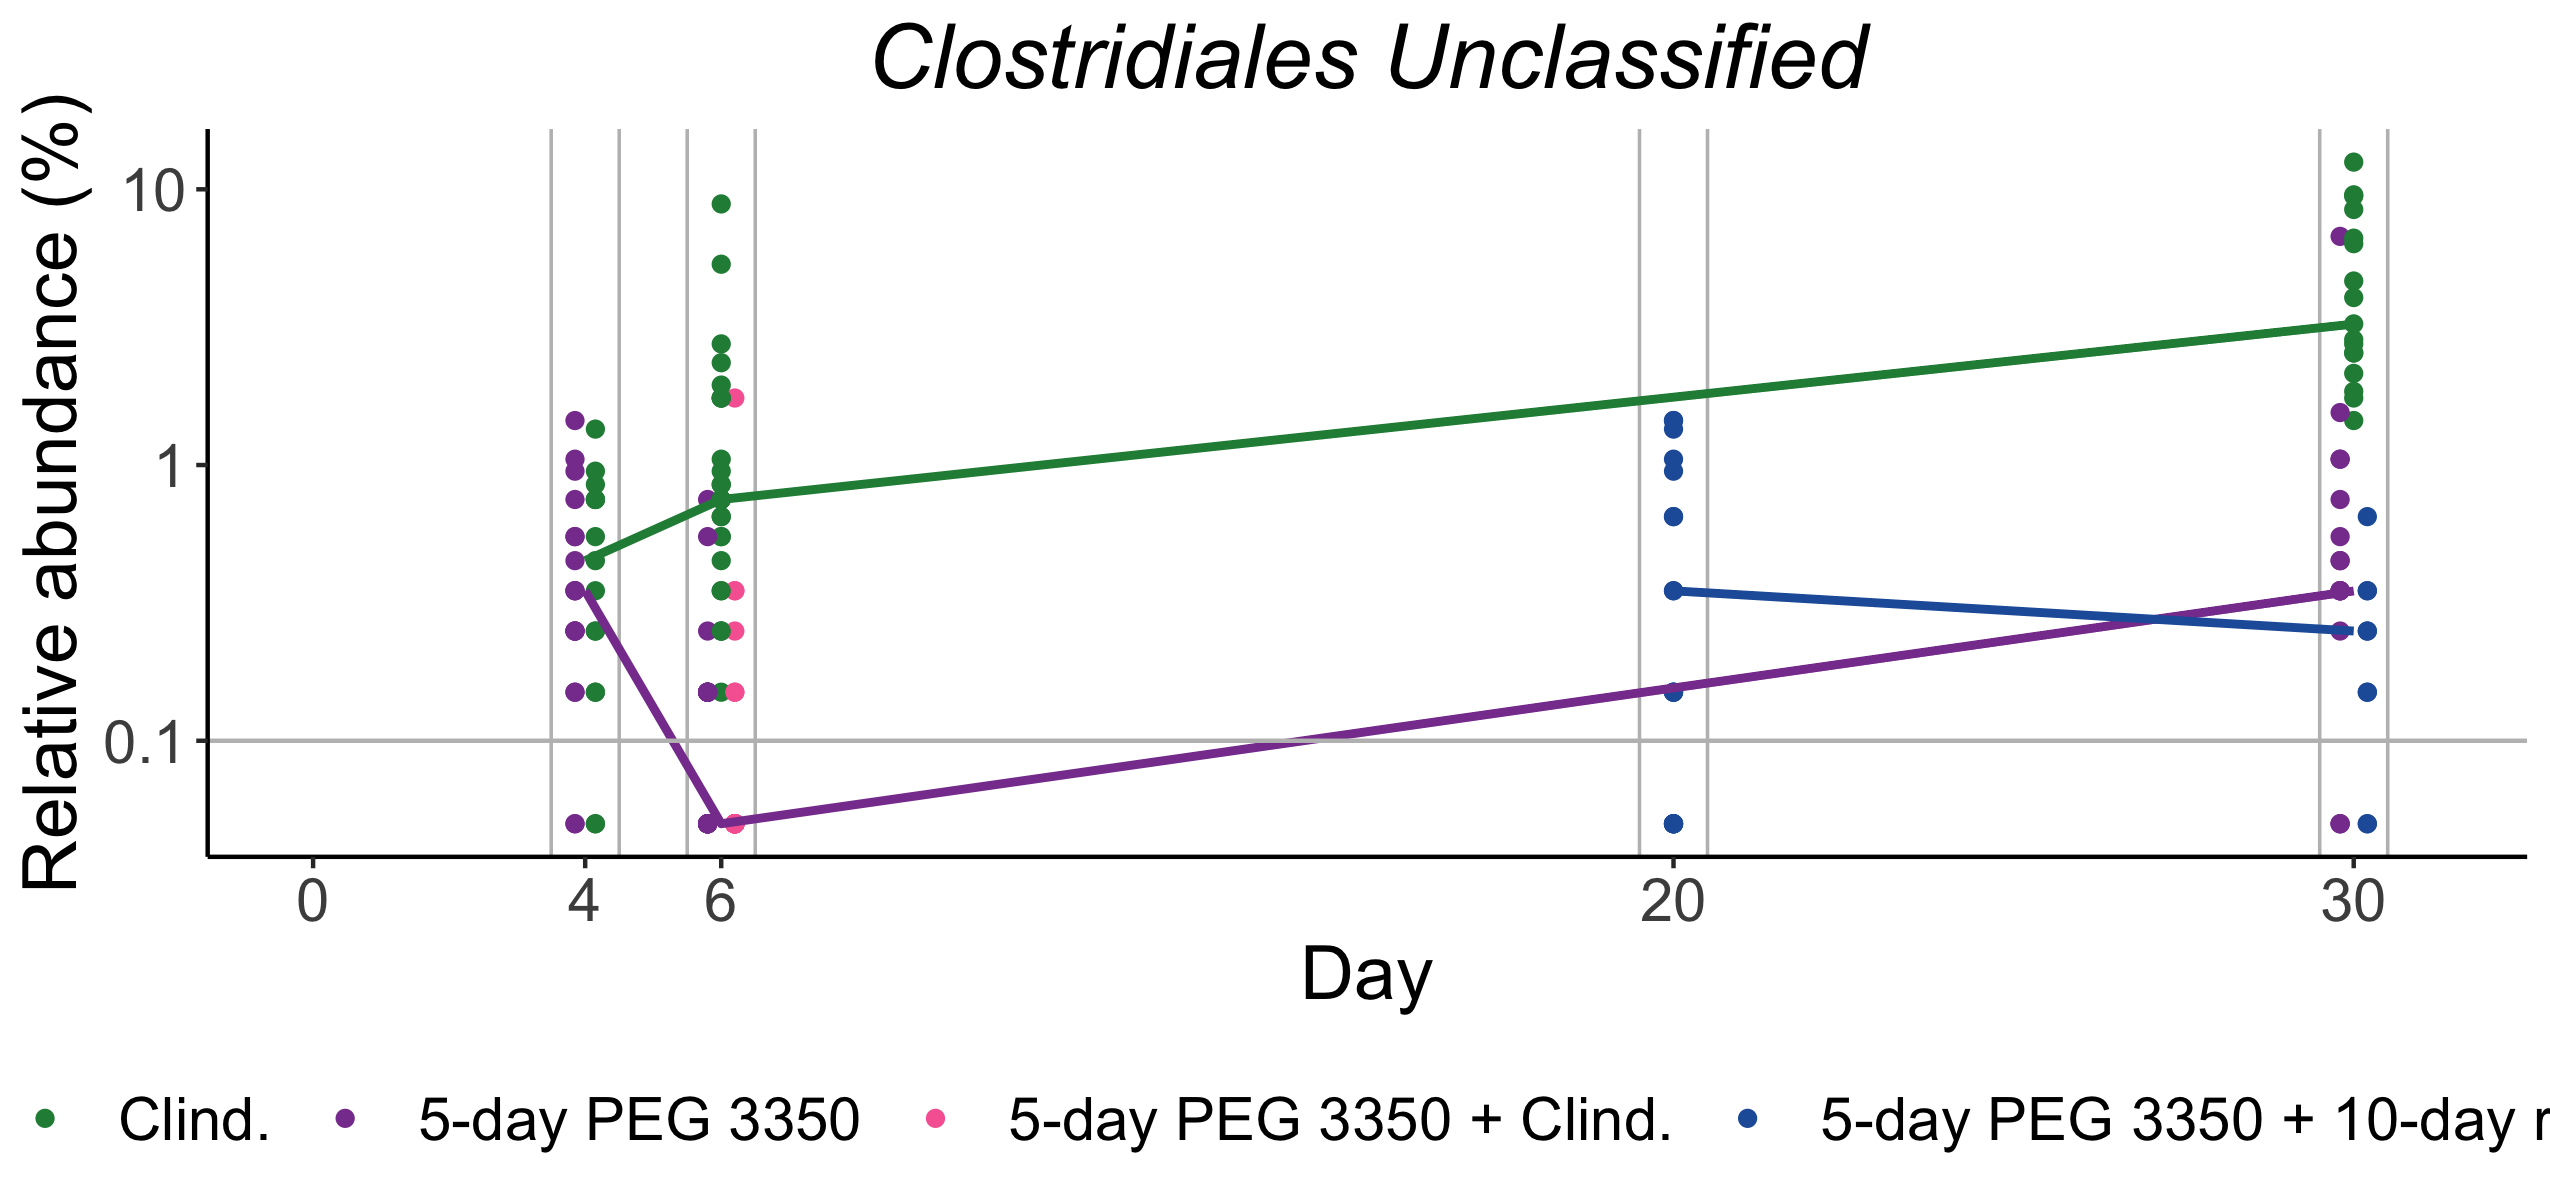 Clostridiales Unclassified
Relative abundance (%)
10
1
0.1
0 4 6 20 30
Day
Clind. 5-day PEG 3350 5-day PEG 3350 + Clind. 5-day PEG 3350 + 10-day r